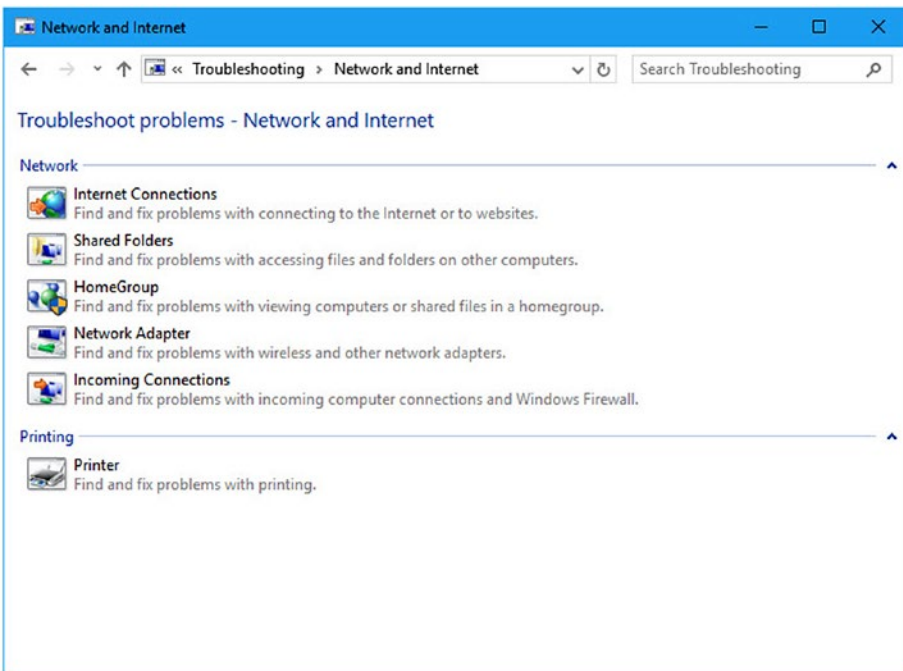 Network and Internet
« Troubleshooting > Network and Internet
Search Troubleshooting
Troubleshoot problems - Network and Internet
Network
Internet Connections
Find and fix problems with connecting to the Internet or to websites.
Shared Folders
Find and fix problems with accessing files and folders on other computers.
HomeGroup
Find and fix problems with viewing computers or shared files in a homegroup.
Network Adapter
Find and fix problems with wireless and other network adapters.
Incoming Connections
Find and fix problems with incoming computer connections and Windows Firewall.
Printing
Printer
Find and fix problems with printing.